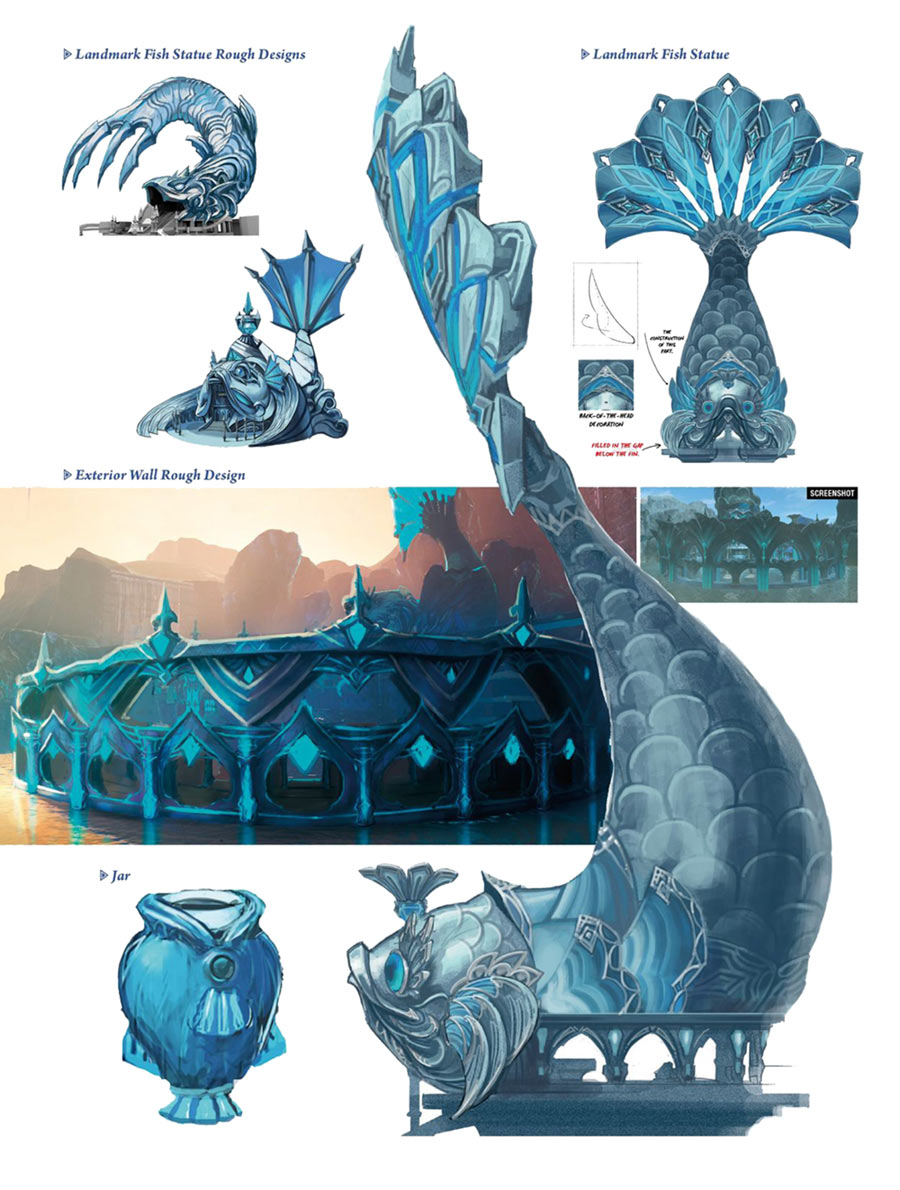 Landmark Fish Statue Rough Designs
Landmark Fish Statue
THE
CONSTRUCTION
OF THIS
PART.
BACK-OF-THE-HEAD
DECORATION
FILLED IN THE GAP
BELOW THE FIN.
Exterior Wall Rough Design
SCREENSHOT
Jar